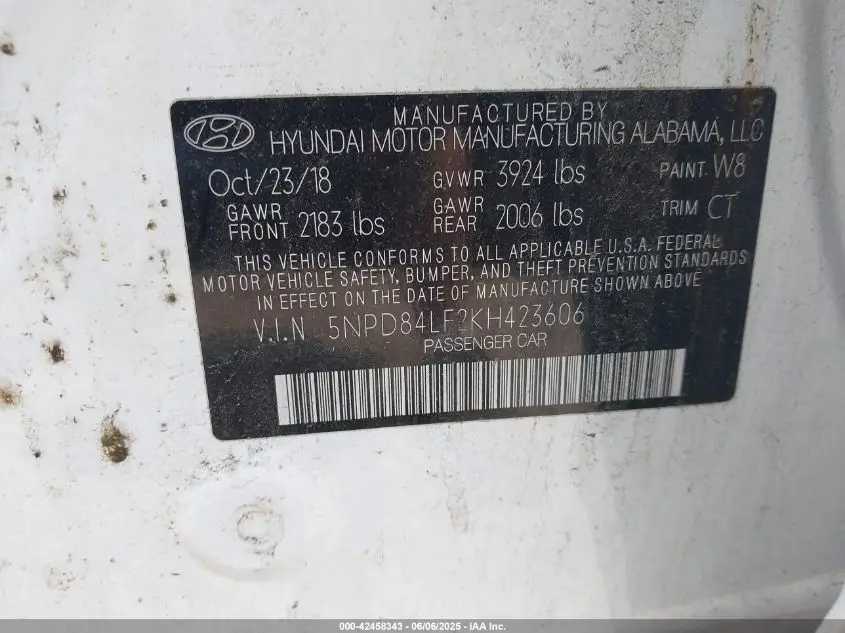 MANUFACTURED BY
HYUNDAI MOTOR MANUFACTURING ALABAMA, LLC
Oct/23/18 GVWR 3924 lbs PAINT W8
GAWR FRONT 2183 lbs GAWR REAR 2006 lbs TRIM CT
THIS VEHICLE CONFORMS TO ALL APPLICABLE U.S.A. FEDERAL
MOTOR VEHICLE SAFETY, BUMPER, AND THEFT PREVENTION STANDARDS
IN EFFECT ON THE DATE OF MANUFACTURE SHOWN ABOVE
V.I.N 5NPD84LF2KH423606
PASSENGER CAR
000-42458343 | 06/06/2025 - IAA Inc.